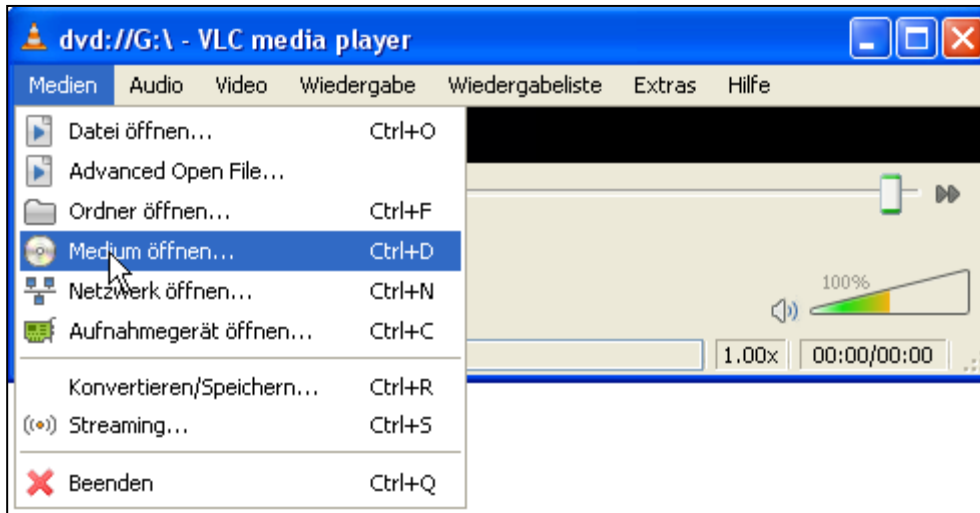 dvd://G:\ - VLC media player
Medien Audio Video Wiedergabe Wiedergabeliste Extras Hilfe
Datei öffnen... Ctrl+O
Advanced Open File...
Ordner öffnen... Ctrl+F
Medium öffnen... Ctrl+D
Netzwerk öffnen... Ctrl+N
Aufnahmegerät öffnen... Ctrl+C
Konvertieren/Speichern... Ctrl+R
Streaming... Ctrl+S
Beenden Ctrl+Q
100%
1.00x 00:00/00:00